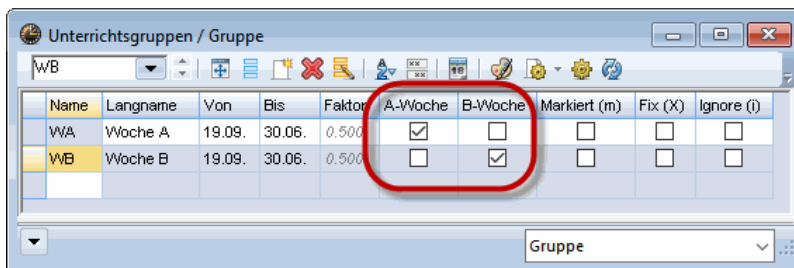 Unterrichtsgruppen / Gruppe
WB
Name Langname Von Bis Faktor A-Woche B-Woche Markiert (m) Fix (X) Ignore (i)
WA Woche A 19.09. 30.06. 0.500
WB Woche B 19.09. 30.06. 0.500
Gruppe